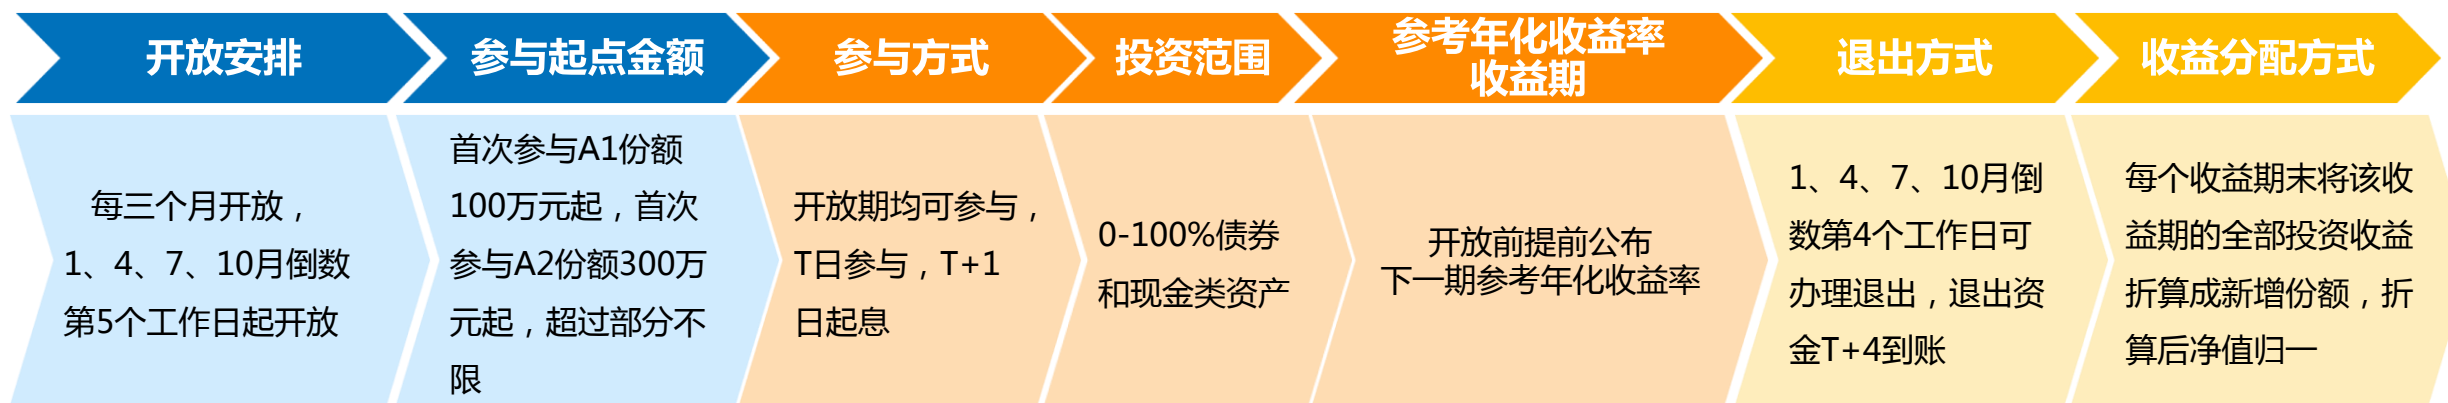 开放安排
参与起点金额
参与方式
投资范围
参考年化收益率
收益期
退出方式
收益分配方式
每三个月开放，
1、4、7、10月倒数
第5个工作日起开放
首次参与A1份额
100万元起，首次
参与A2份额300万
元起，超过部分不
限
开放期均可参与，
T日参与，T+1
日起息
0-100%债券
和现金类资产
开放前提前公布
下一期参考年化收益率
1、4、7、10月倒
数第4个工作日可
办理退出，退出资
金T+4到账
每个收益期末将该收
益期的全部投资收益
折算成新增份额，折
算后净值归一